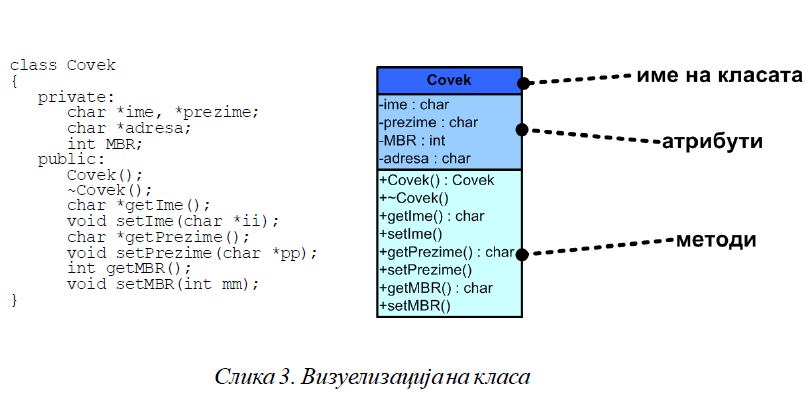 class Covek
{
private:
char *ime, *prezime;
char *adresa;
int MBR;
public:
Covek();
~Covek();
char *getIme();
void setIme(char *ii);
char *getPrezime();
void setPrezime(char *pp);
int getMBR();
void setMBR(int mm);
}
Covek
-ime : char
-prezime : char
-MBR : int
-adresa : char
+Covek() : Covek
+~Covek()
+getIme() : char
+setIme()
+getPrezime() : char
+setPrezime()
+getMBR() : char
+setMBR()
име на класата
атрибути
методи
Слика 3. Визуелизација на класа